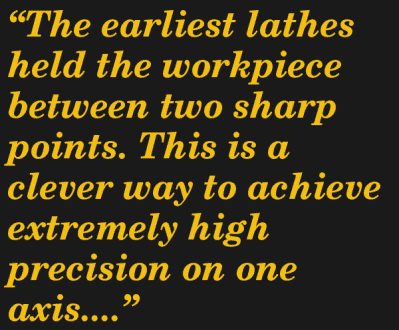 “The earliest lathes
held the workpiece
between two sharp
points. This is a
clever way to achieve
extremely high
precision on one
axis....”